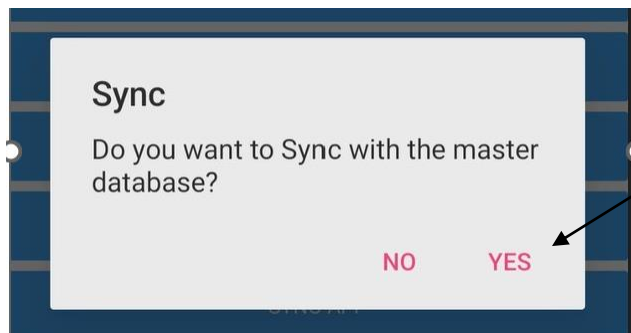 Sync
Do you want to Sync with the master
database?
NO YES